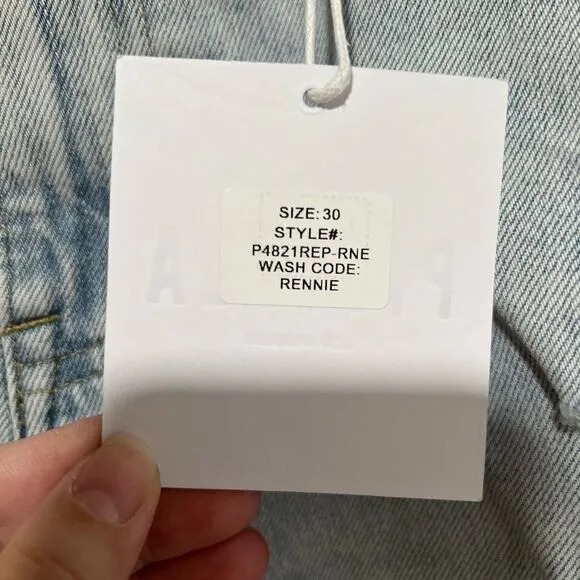 SIZE: 30
STYLE#:
P4821REP-RNE
WASH CODE:
RENNIE